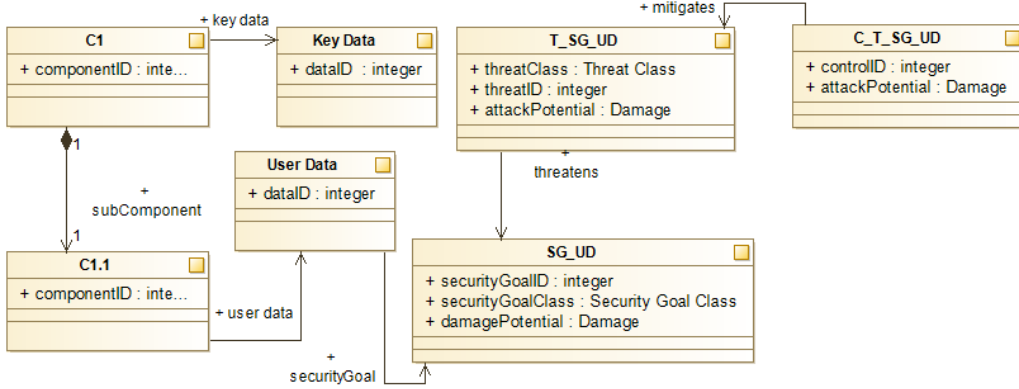 + key data
+ mitigates
C1
+ componentID : inte...
Key Data
+ dataID : integer
T_SG_UD
+ threatClass : Threat Class
+ threatID : integer
+ attackPotential : Damage
C_T_SG_UD
+ controlID : integer
+ attackPotential : Damage
1
+
subComponent
1
User Data
+ dataID : integer
+
threatens
C1.1
+ componentID : inte...
+ user data
SG_UD
+ securityGoalID : integer
+ securityGoalClass : Security Goal Class
+ damagePotential : Damage
+
securityGoal